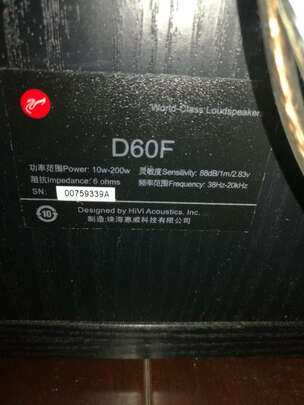 World-Class Loudspeaker
D60F
功率范围Power: 10w-200w 灵敏度Sensitivity: 88dB/1m/2.83v
阻抗Impedance: 6 ohms 频率范围Frequency: 38Hz-20kHz
SN: 00759339A
10
Designed by HiVi Acoustics, Inc.
制造:珠海惠威科技有限公司